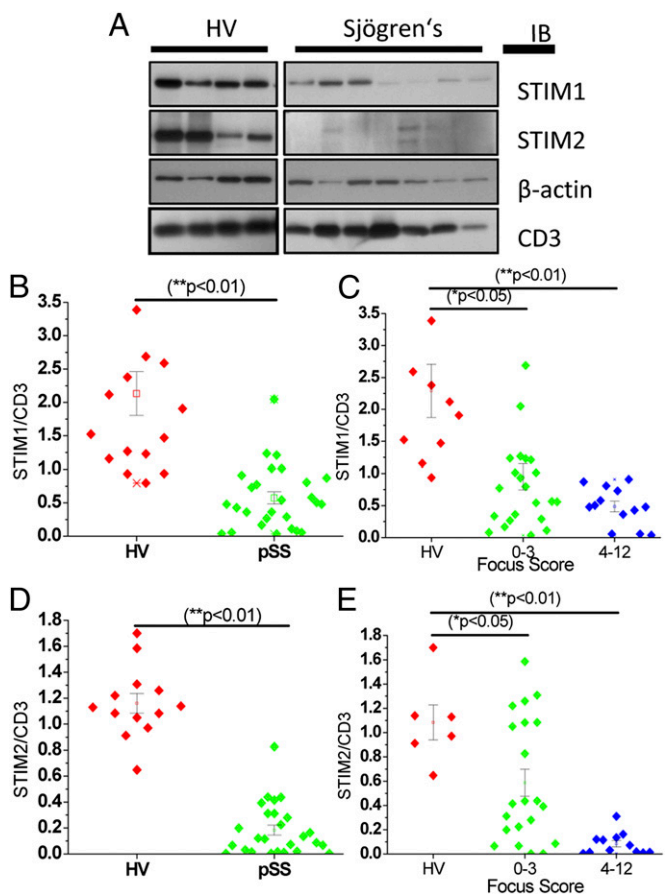 A HV Sjögren‘s IB
STIM1
STIM2
β-actin
CD3
B (**p<0.01)
STIM1/CD3
3.5
3.0
2.5
2.0
1.5
1.0
0.5
0.0
HV pSS
C (**p<0.01)
(*p<0.05)
STIM1/CD3
3.5
3.0
2.5
2.0
1.5
1.0
0.5
0.0
HV 0-3 4-12
Focus Score
D (**p<0.01)
STIM2/CD3
1.8
1.6
1.4
1.2
1.0
0.8
0.6
0.4
0.2
0.0
HV pSS
E (**p<0.01)
(*p<0.05)
STIM2/CD3
1.8
1.6
1.4
1.2
1.0
0.8
0.6
0.4
0.2
0.0
HV 0-3 4-12
Focus Score